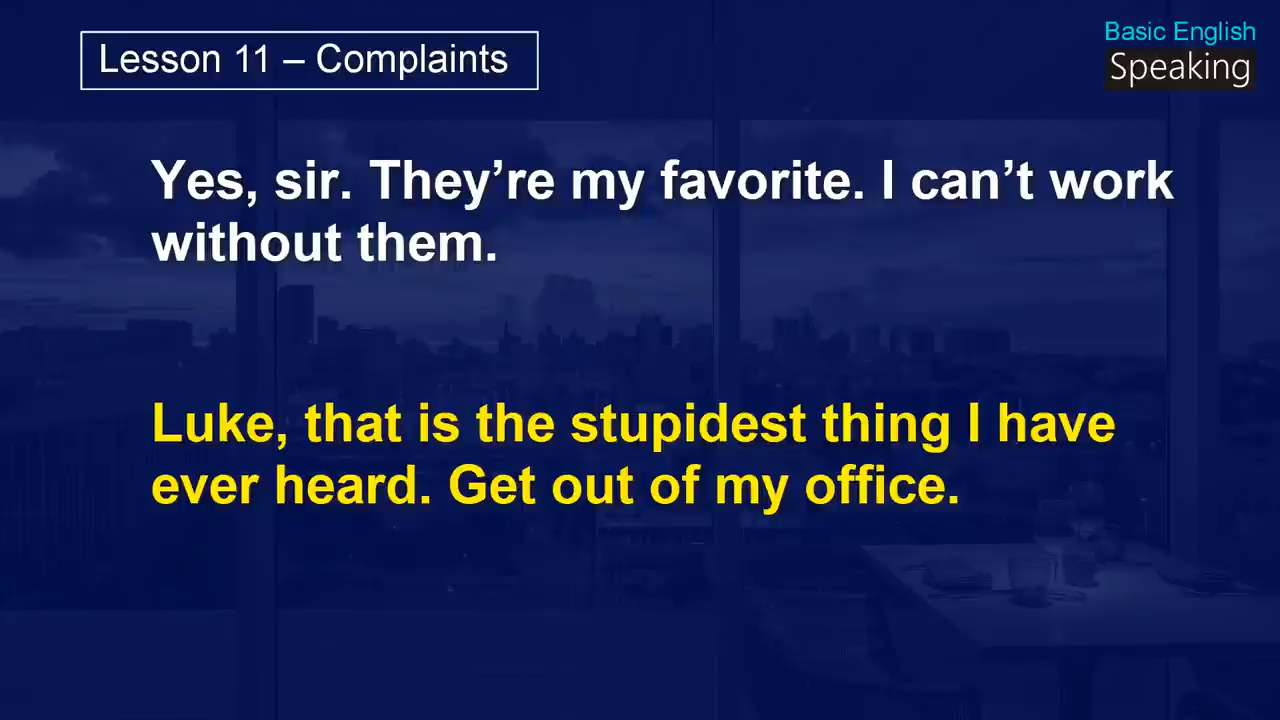 Lesson 11 – Complaints
Basic English
Speaking
Yes, sir. They’re my favorite. I can’t work
without them.
Luke, that is the stupidest thing I have
ever heard. Get out of my office.